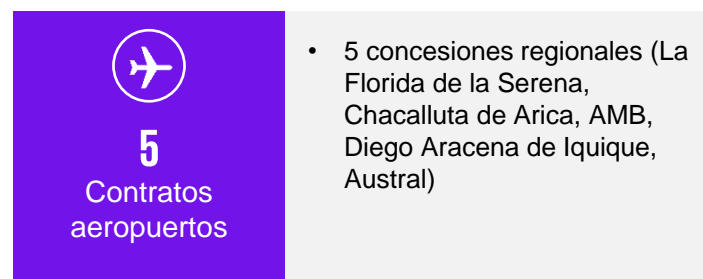 5
Contratos
aeropuertos
• 5 concesiones regionales (La
Florida de la Serena,
Chacalluta de Arica, AMB,
Diego Aracena de Iquique,
Austral)